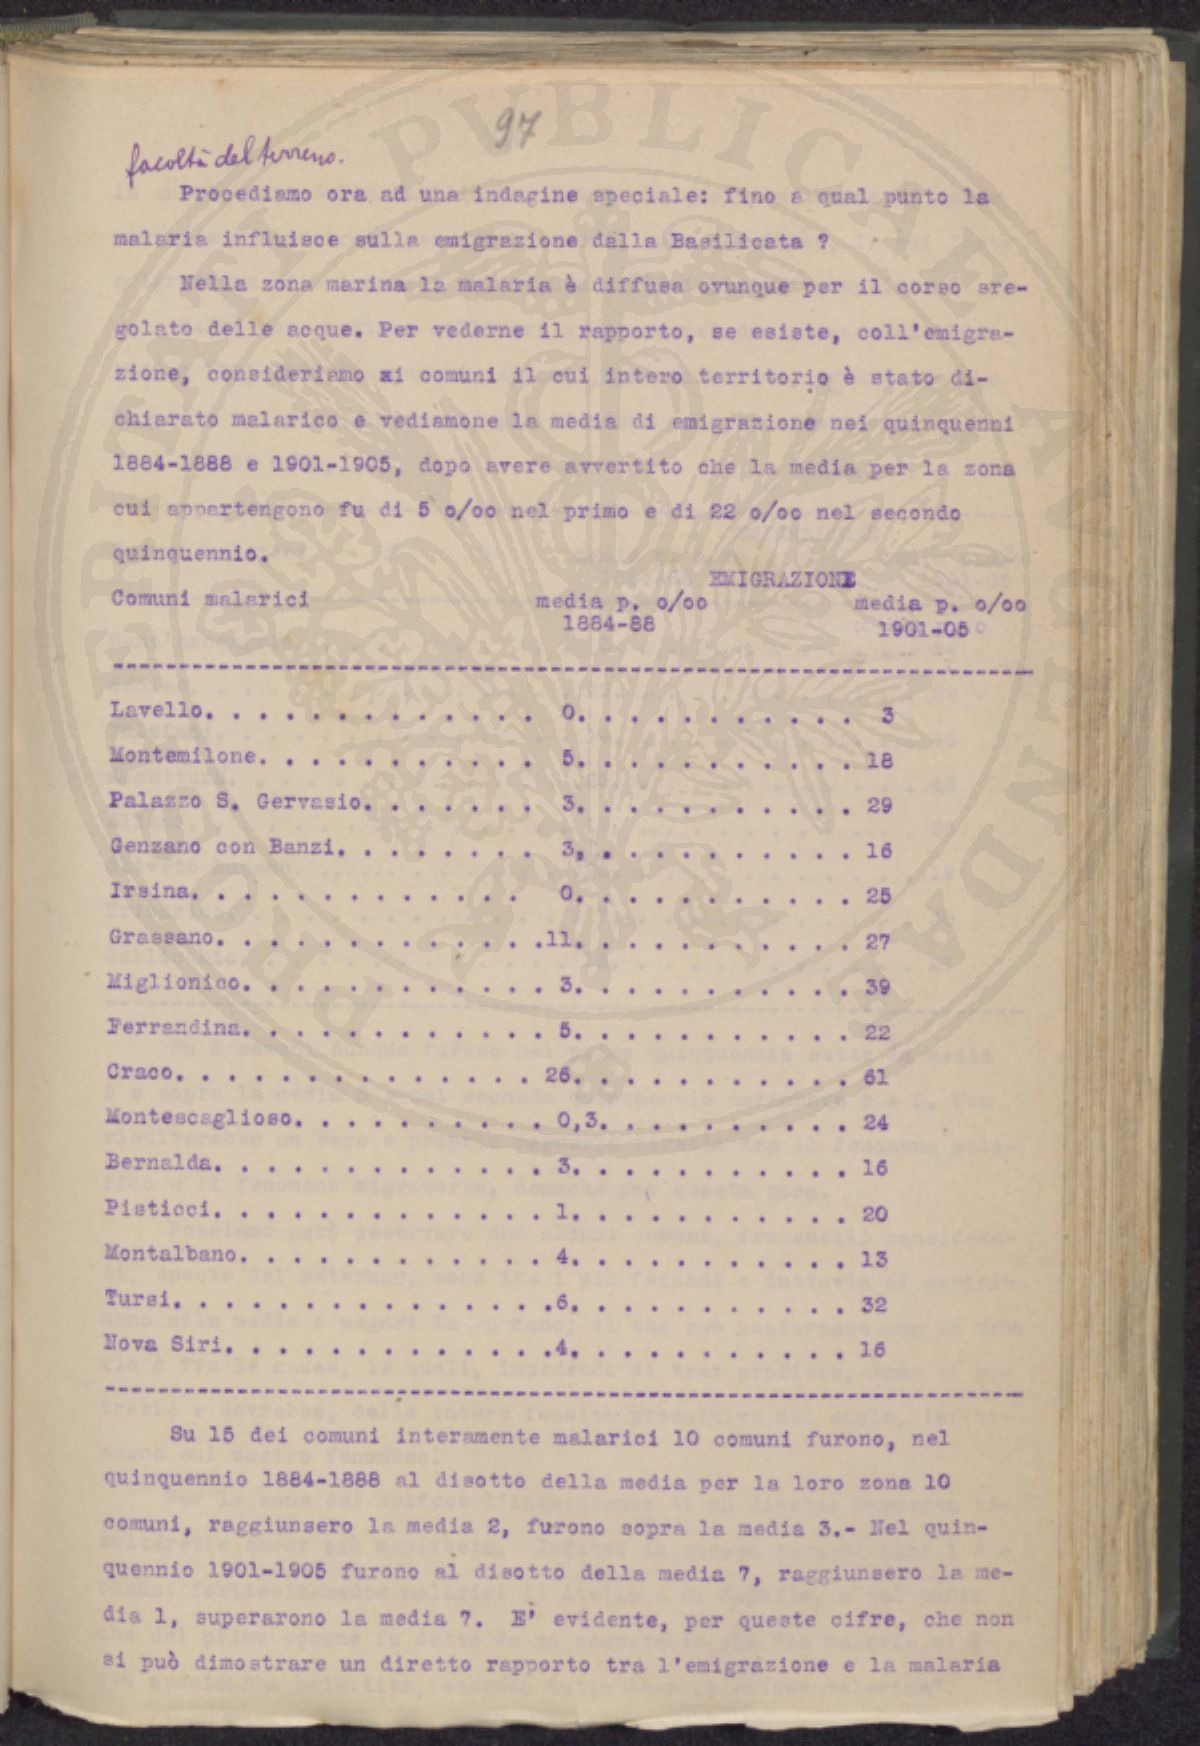 97
facoltà del terreno.
Procediamo ora ad una indagine speciale: fino a qual punto la
malaria influisce sulla emigrazione dalla Basilicata ?
Nella zona marina la malaria è diffusa ovunque per il corso sre-
golato delle acque. Per vederne il rapporto, se esiste, coll'emigra-
zione, consideriamo xi comuni il cui intero territorio è stato di-
chiarato malarico e vediamone la media di emigrazione nei quinquenni
1884-1888 e 1901-1905, dopo avere avvertito che la media per la zona
cui appartengono fu di 5 o/oo nel primo e di 22 o/oo nel secondo
quinquennio.
EMIGRAZIONE
Comuni malarici media p. o/oo media p. o/oo
1884-88 1901-05
Lavello. . . . . . . . . . . . . 0. . . . . . . . . . . 3
Montemilone. . . . . . . . . . . 5. . . . . . . . . . . 18
Palazzo S. Gervasio. . . . . . . 3. . . . . . . . . . . 29
Genzano con Banzi. . . . . . . . 3. . . . . . . . . . . 16
Irsina. . . . . . . . . . . . . 0. . . . . . . . . . . 25
Grassano. . . . . . . . . . . . .11. . . . . . . . . . . 27
Miglionico. . . . . . . . . . . . 3. . . . . . . . . . . 39
Ferrandina. . . . . . . . . . . . 5. . . . . . . . . . . 22
Craco. . . . . . . . . . . . . . 26. . . . . . . . . . . 61
Montescaglioso. . . . . . . . . . 0,3. . . . . . . . . . 24
Bernalda. . . . . . . . . . . . . 3. . . . . . . . . . . 16
Pisticci. . . . . . . . . . . . . 1. . . . . . . . . . . 20
Montalbano. . . . . . . . . . . . 4. . . . . . . . . . . 13
Tursi. . . . . . . . . . . . . . .6. . . . . . . . . . . 32
Nova Siri. . . . . . . . . . . . .4. . . . . . . . . . . 16
Su 15 dei comuni interamente malarici 10 comuni furono, nel
quinquennio 1884-1888 al disotto della media per la loro zona 10
comuni, raggiunsero la media 2, furono sopra la media 3.- Nel quin-
quennio 1901-1905 furono al disotto della media 7, raggiunsero la me-
dia 1, superarono la media 7. E' evidente, per queste cifre, che non
si può dimostrare un diretto rapporto tra l'emigrazione e la malaria